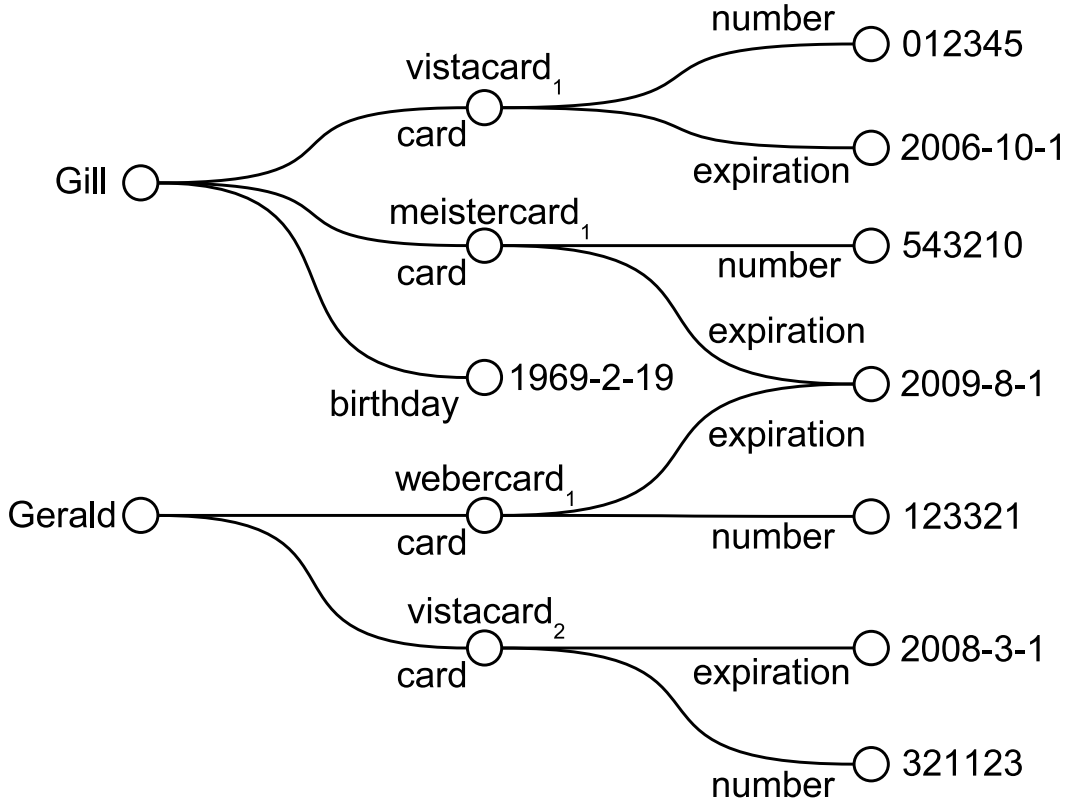 number
012345
vistacard1
card
expiration
2006-10-1
Gill
meistercard1
card
number
543210
expiration
birthday
1969-2-19
2009-8-1
expiration
Gerald
webercard1
card
number
123321
vistacard2
card
expiration
2008-3-1
number
321123